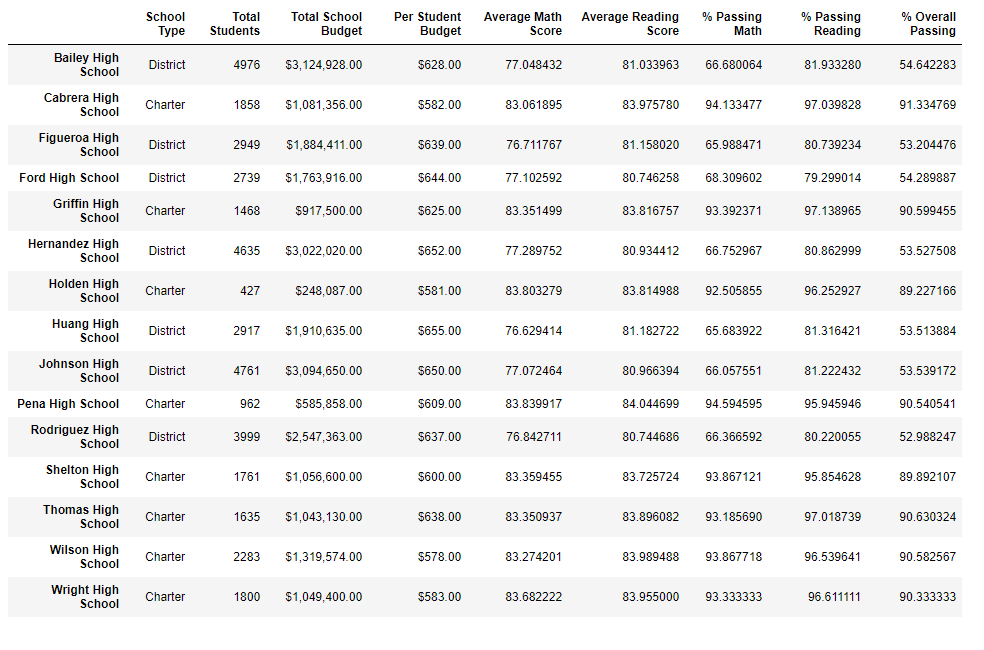 School Type Total Students Total School Budget Per Student Budget Average Math Score Average Reading Score % Passing Math % Passing Reading % Overall Passing
Bailey High School District 4976 $3,124,928.00 $628.00 77.048432 81.033963 66.680064 81.933280 54.642283
Cabrera High School Charter 1858 $1,081,356.00 $582.00 83.061895 83.975780 94.133477 97.039828 91.334769
Figueroa High School District 2949 $1,884,411.00 $639.00 76.711767 81.158020 65.988471 80.739234 53.204476
Ford High School District 2739 $1,763,916.00 $644.00 77.102592 80.746258 68.309602 79.299014 54.289887
Griffin High School Charter 1468 $917,500.00 $625.00 83.351499 83.816757 93.392371 97.138965 90.599455
Hernandez High School District 4635 $3,022,020.00 $652.00 77.289752 80.934412 66.752967 80.862999 53.527508
Holden High School Charter 427 $248,087.00 $581.00 83.803279 83.814988 92.505855 96.252927 89.227166
Huang High School District 2917 $1,910,635.00 $655.00 76.629414 81.182722 65.683922 81.316421 53.513884
Johnson High School District 4761 $3,094,650.00 $650.00 77.072464 80.966394 66.057551 81.222432 53.539172
Pena High School Charter 962 $585,858.00 $609.00 83.839917 84.044699 94.594595 95.945946 90.540541
Rodriguez High School District 3999 $2,547,363.00 $637.00 76.842711 80.744686 66.366592 80.220055 52.988247
Shelton High School Charter 1761 $1,056,600.00 $600.00 83.359455 83.725724 93.867121 95.854628 89.892107
Thomas High School Charter 1635 $1,043,130.00 $638.00 83.350937 83.896082 93.185690 97.018739 90.630324
Wilson High School Charter 2283 $1,319,574.00 $578.00 83.274201 83.989488 93.867718 96.539641 90.582567
Wright High School Charter 1800 $1,049,400.00 $583.00 83.682222 83.955000 93.333333 96.611111 90.333333